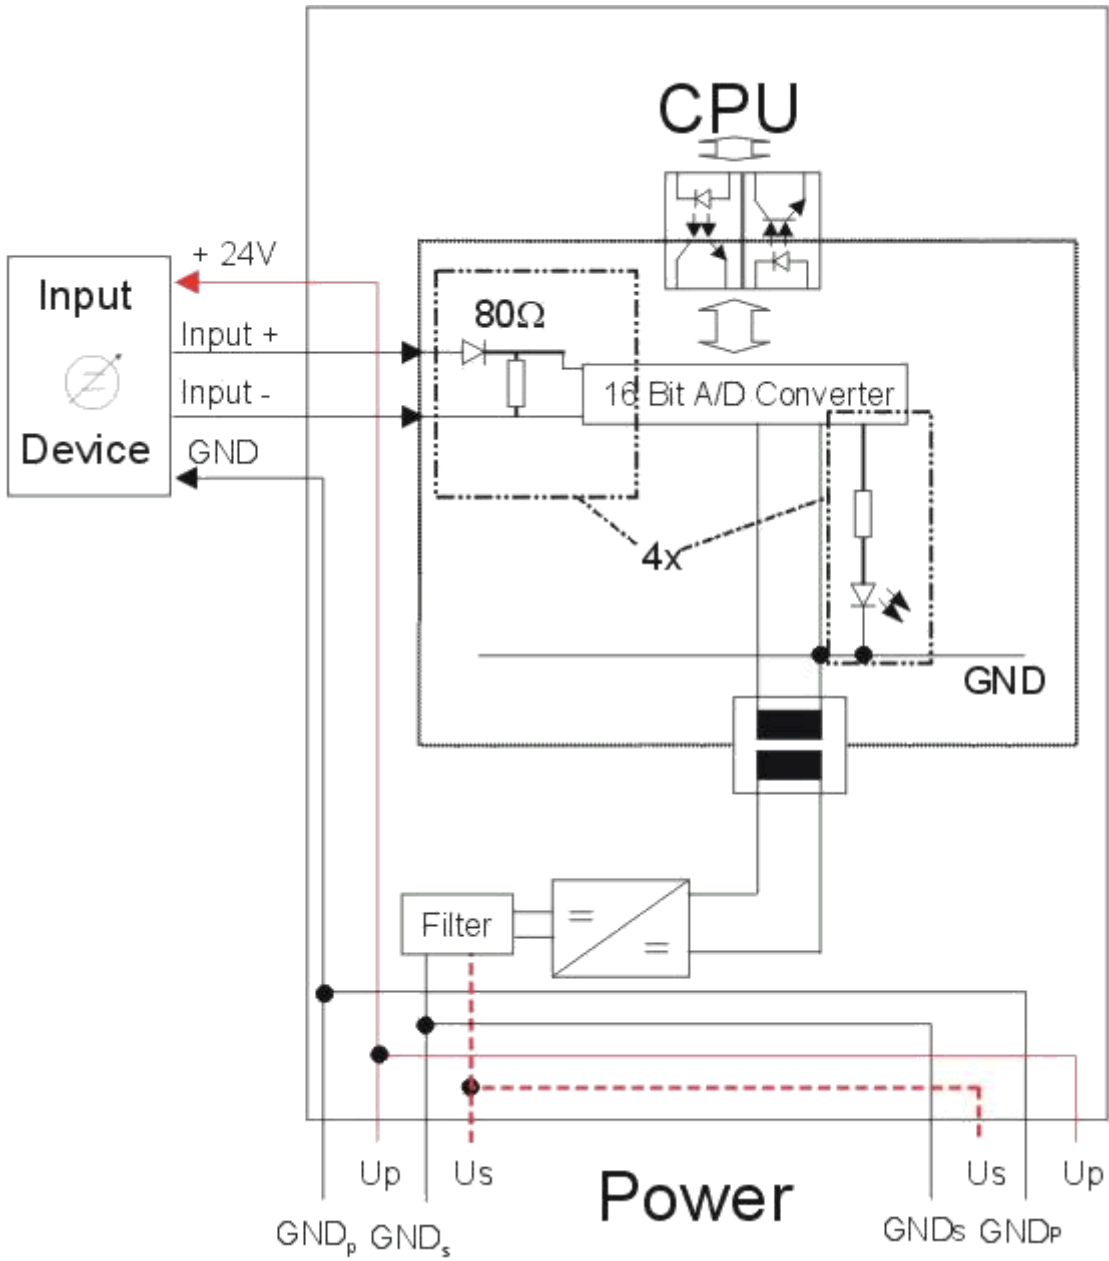 CPU
+ 24V
Input
Device
Input +
Input -
GND
80Ω
16 Bit A/D Converter
4x
GND
Filter
=
=
Up
Us
Power
Us
Up
GNDp
GNDs
GNDS
GNDP